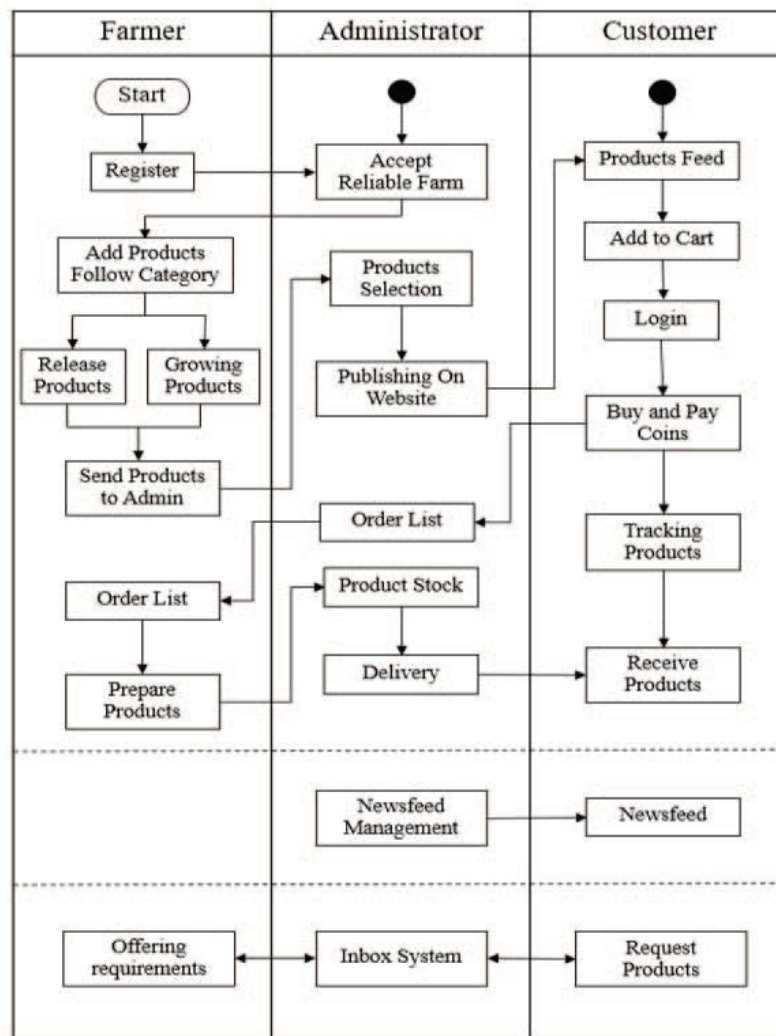 Farmer
Administrator
Customer
Start
Register
Accept
Reliable Farm
Products Feed
Add Products
Follow Category
Products
Selection
Add to Cart
Login
Release
Products
Growing
Products
Publishing On
Website
Buy and Pay
Coins
Send Products
to Admin
Order List
Tracking
Products
Order List
Product Stock
Prepare
Products
Delivery
Receive
Products
Newsfeed
Management
Newsfeed
Offering
requirements
Inbox System
Request
Products